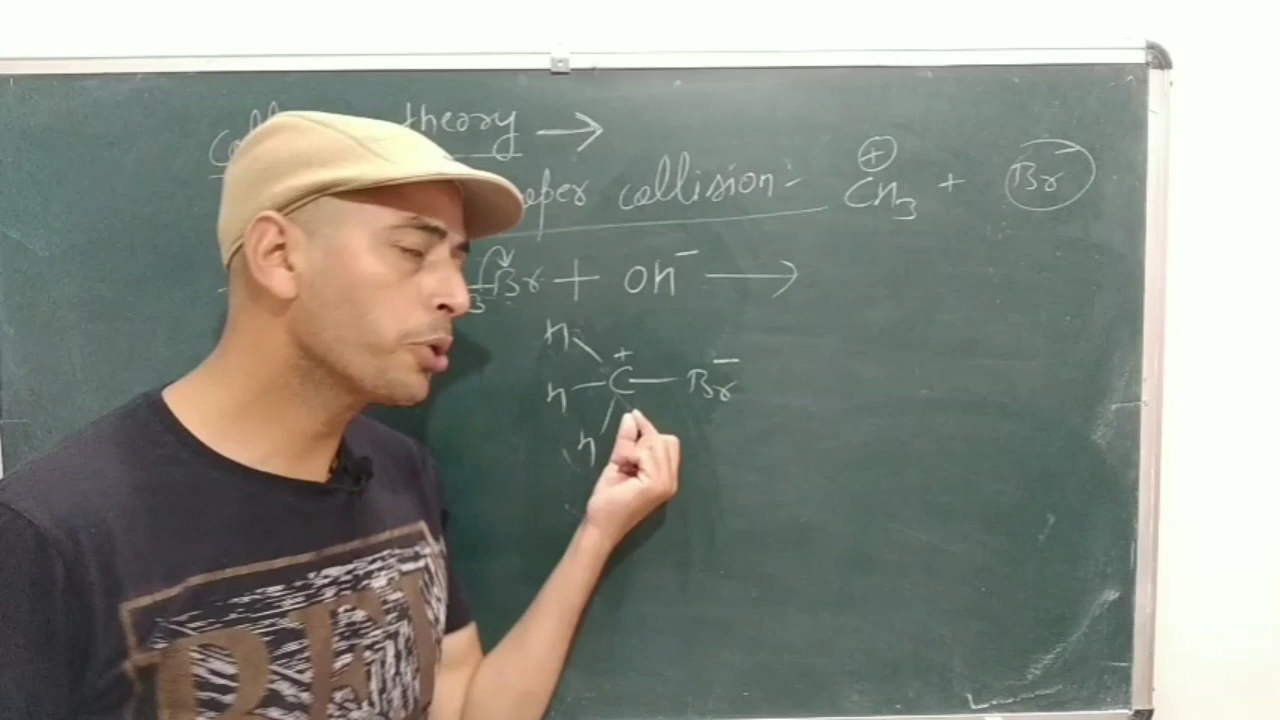 theory →
collision:- CH₃⁺ + Br⁻
Br + OH⁻ →
H
H - C⁺ - Br⁻
H